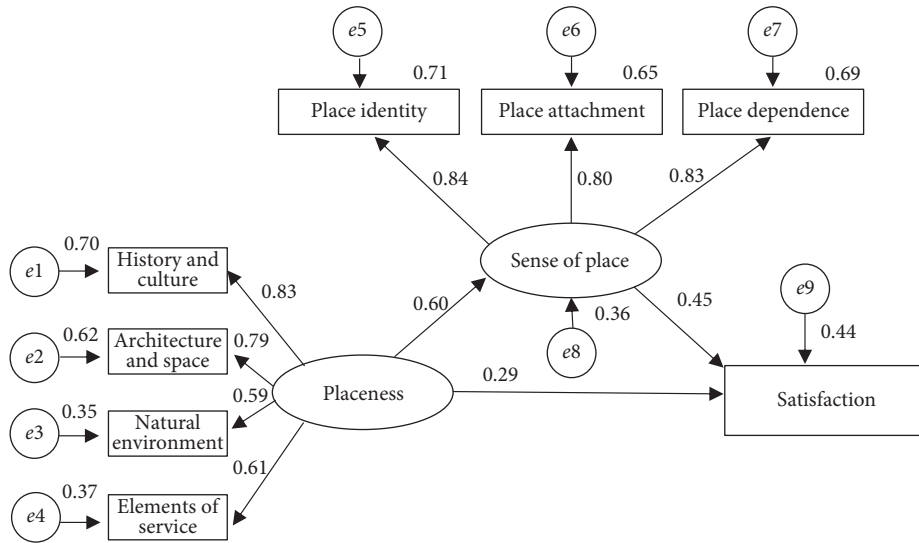 e5
e6
e7
0.71
0.65
0.69
Place identity
Place attachment
Place dependence
0.84
0.80
0.83
e1
0.70
History and
culture
0.83
Sense of place
e9
0.60
0.36
0.45
0.44
e2
0.62
Architecture
and space
0.79
e8
0.29
Placeness
Satisfaction
0.59
e3
0.35
Natural
environment
0.61
e4
0.37
Elements of
service